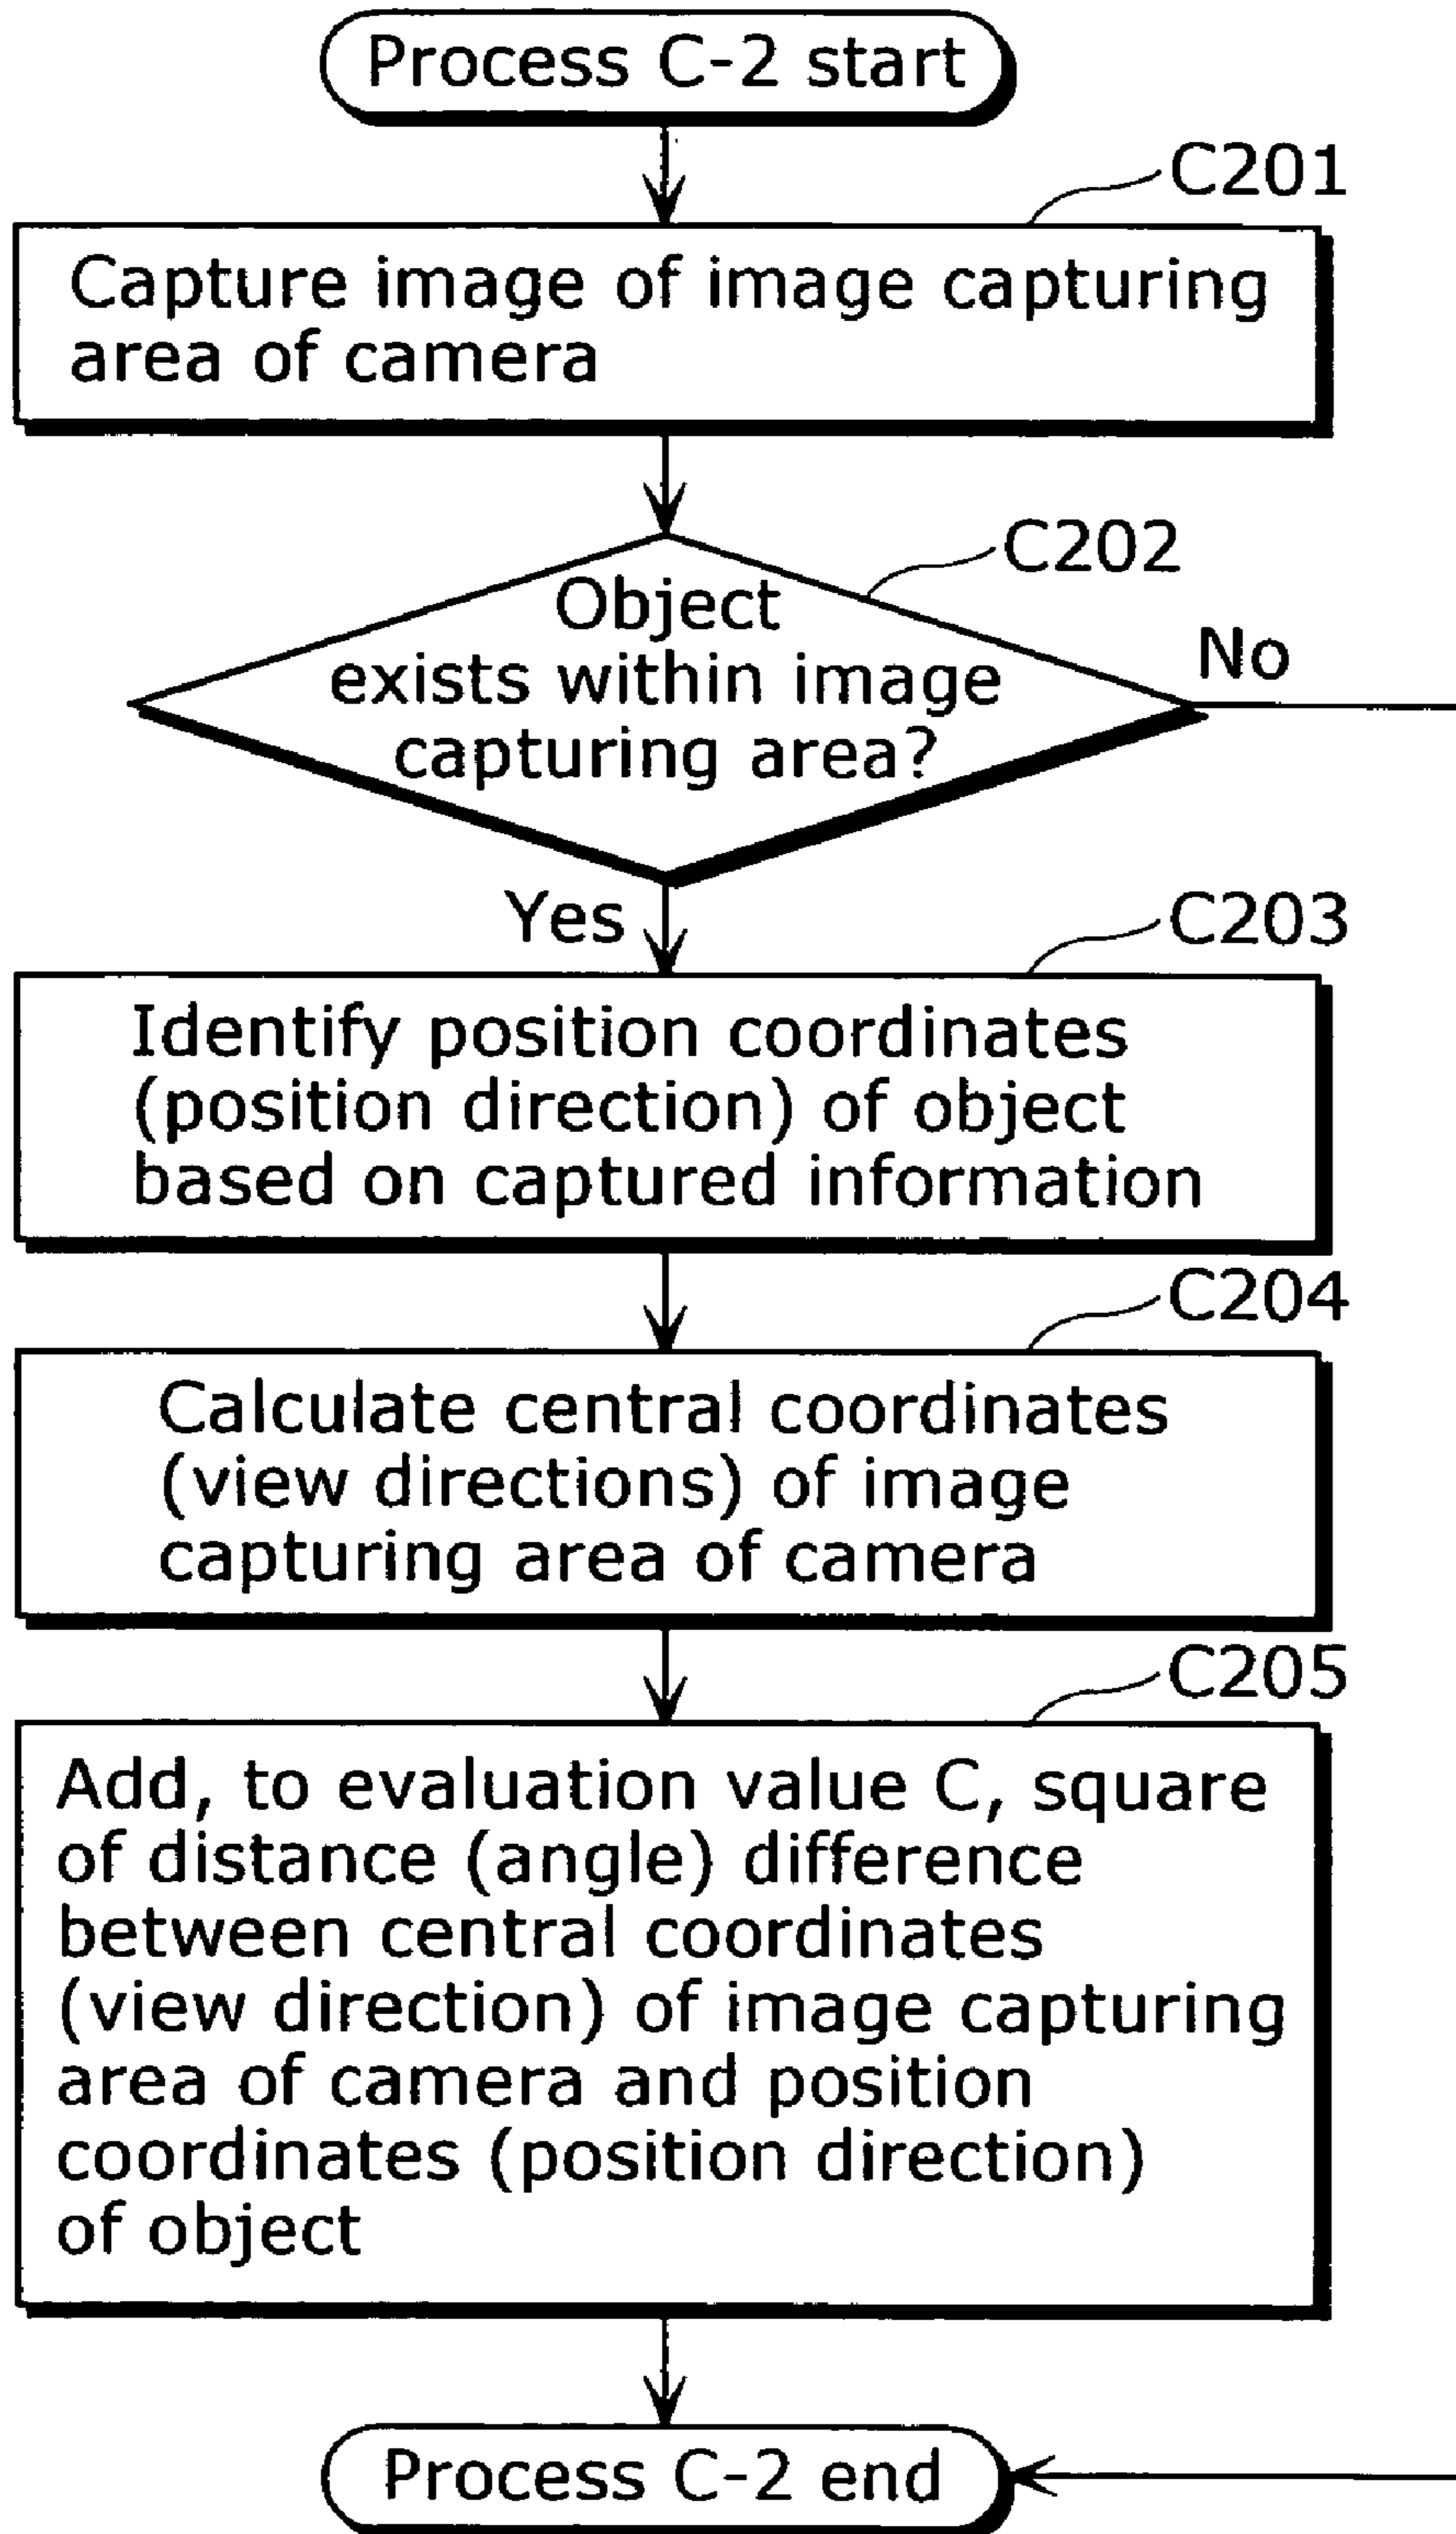 Process C-2 start
C201
Capture image of image capturing
area of camera
C202
Object
exists within image
capturing area?
No
Yes
C203
Identify position coordinates
(position direction) of object
based on captured information
C204
Calculate central coordinates
(view directions) of image
capturing area of camera
C205
Add, to evaluation value C, square
of distance (angle) difference
between central coordinates
(view direction) of image capturing
area of camera and position
coordinates (position direction)
of object
Process C-2 end